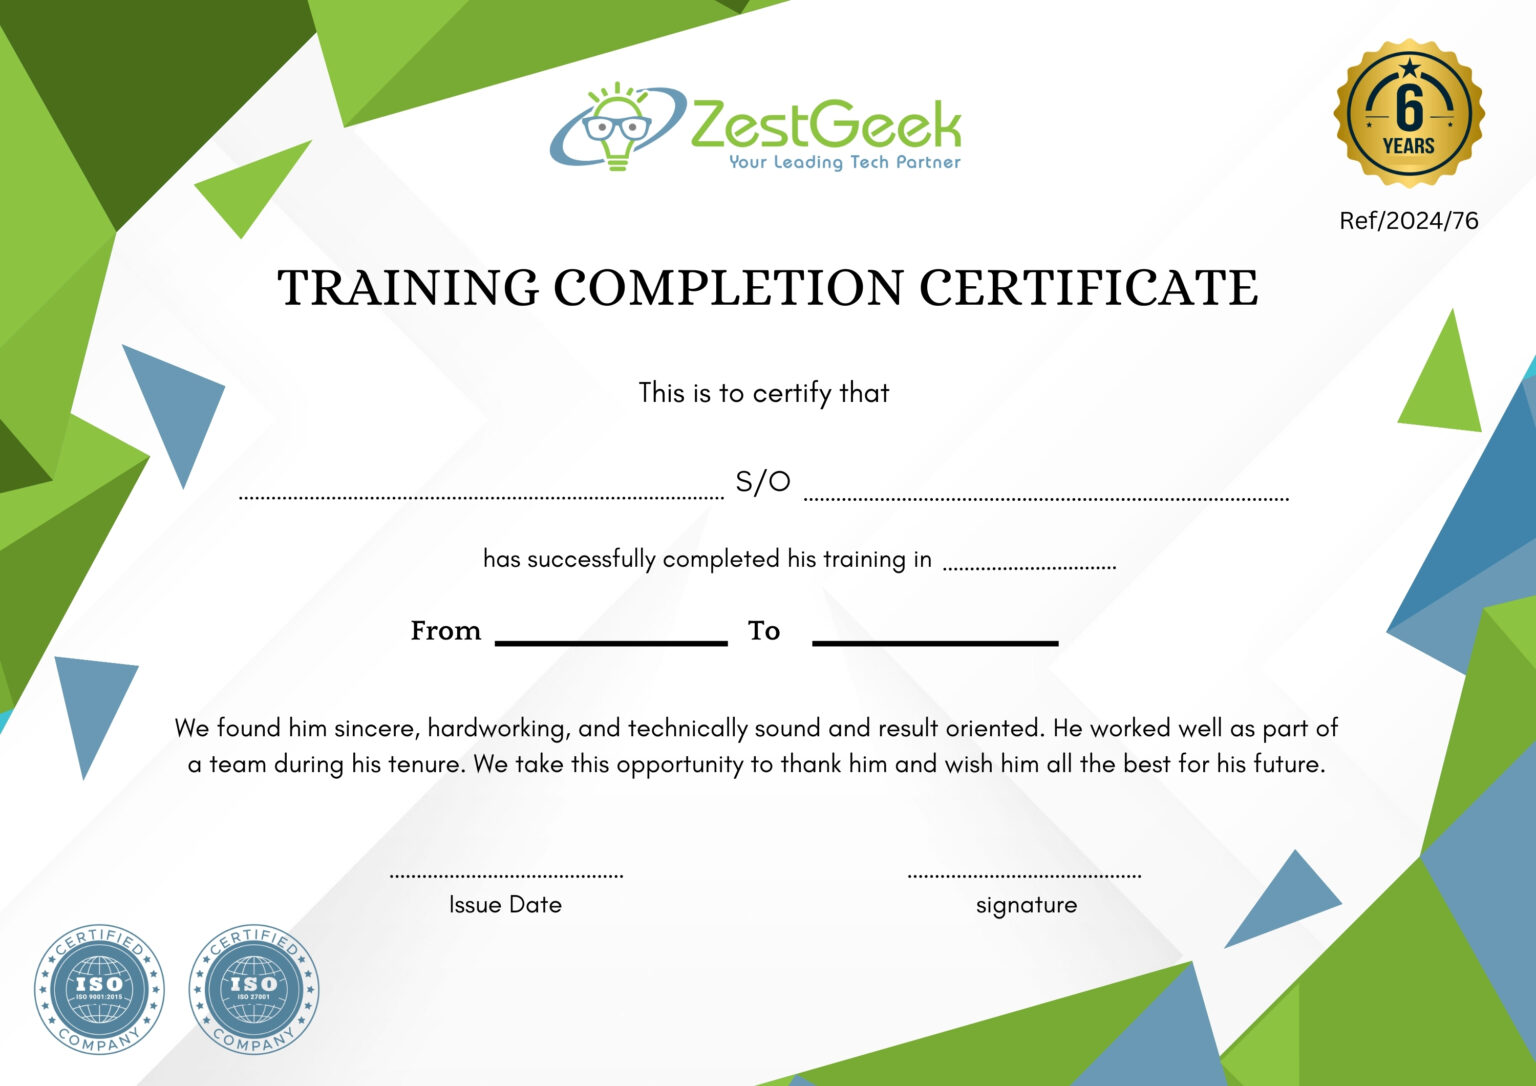 ZestGeek
Your Leading Tech Partner
6
YEARS
Ref/2024/76
TRAINING COMPLETION CERTIFICATE
This is to certify that
S/O
has successfully completed his training in
From To
We found him sincere, hardworking, and technically sound and result oriented. He worked well as part of
a team during his tenure. We take this opportunity to thank him and wish him all the best for his future.
Issue Date signature
CERTIFIED
ISO
ISO 9001:2015
COMPANY
CERTIFIED
ISO
ISO 27001
COMPANY